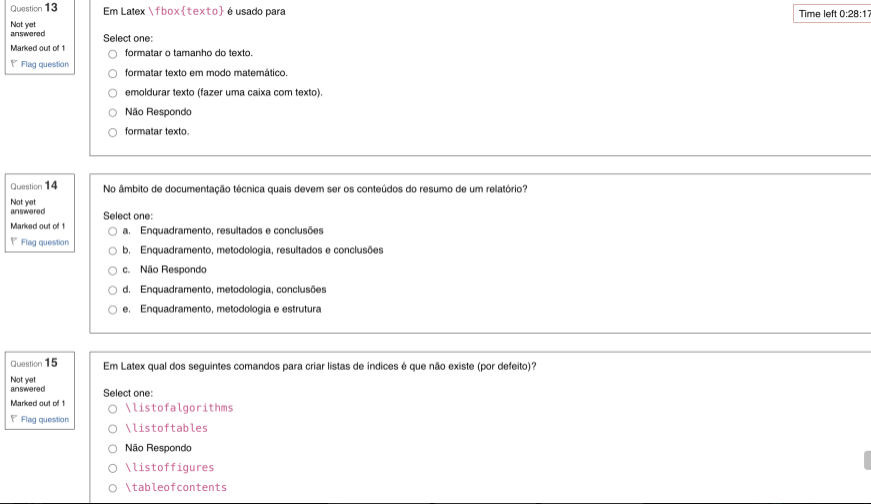 Question 13
Not yet
answered
Marked out of 1
Flag question
Em Latex \fbox{texto} é usado para
Time left 0:28:17
Select one:
formatar o tamanho do texto.
formatar texto em modo matemático.
emoldurar texto (fazer uma caixa com texto).
Não Respondo
formatar texto.
Question 14
Not yet
answered
Marked out of 1
Flag question
No âmbito de documentação técnica quais devem ser os conteúdos do resumo de um relatório?
Select one:
a. Enquadramento, resultados e conclusões
b. Enquadramento, metodologia, resultados e conclusões
c. Não Respondo
d. Enquadramento, metodologia, conclusões
e. Enquadramento, metodologia e estrutura
Question 15
Not yet
answered
Marked out of 1
Flag question
Em Latex qual dos seguintes comandos para criar listas de índices é que não existe (por defeito)?
Select one:
\listofalgorithms
\listoftables
Não Respondo
\listoffigures
\tableofcontents